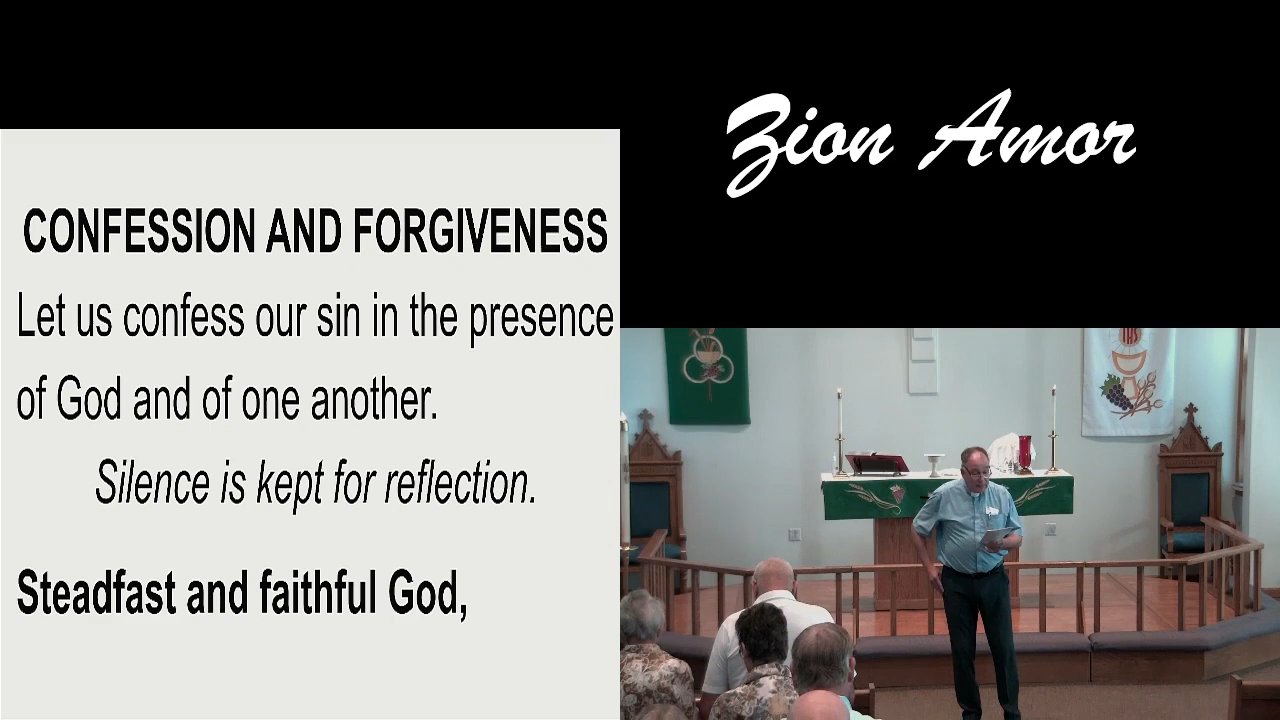 Zion Amor
CONFESSION AND FORGIVENESS
Let us confess our sin in the presence
of God and of one another.
Silence is kept for reflection.
Steadfast and faithful God,
IHS